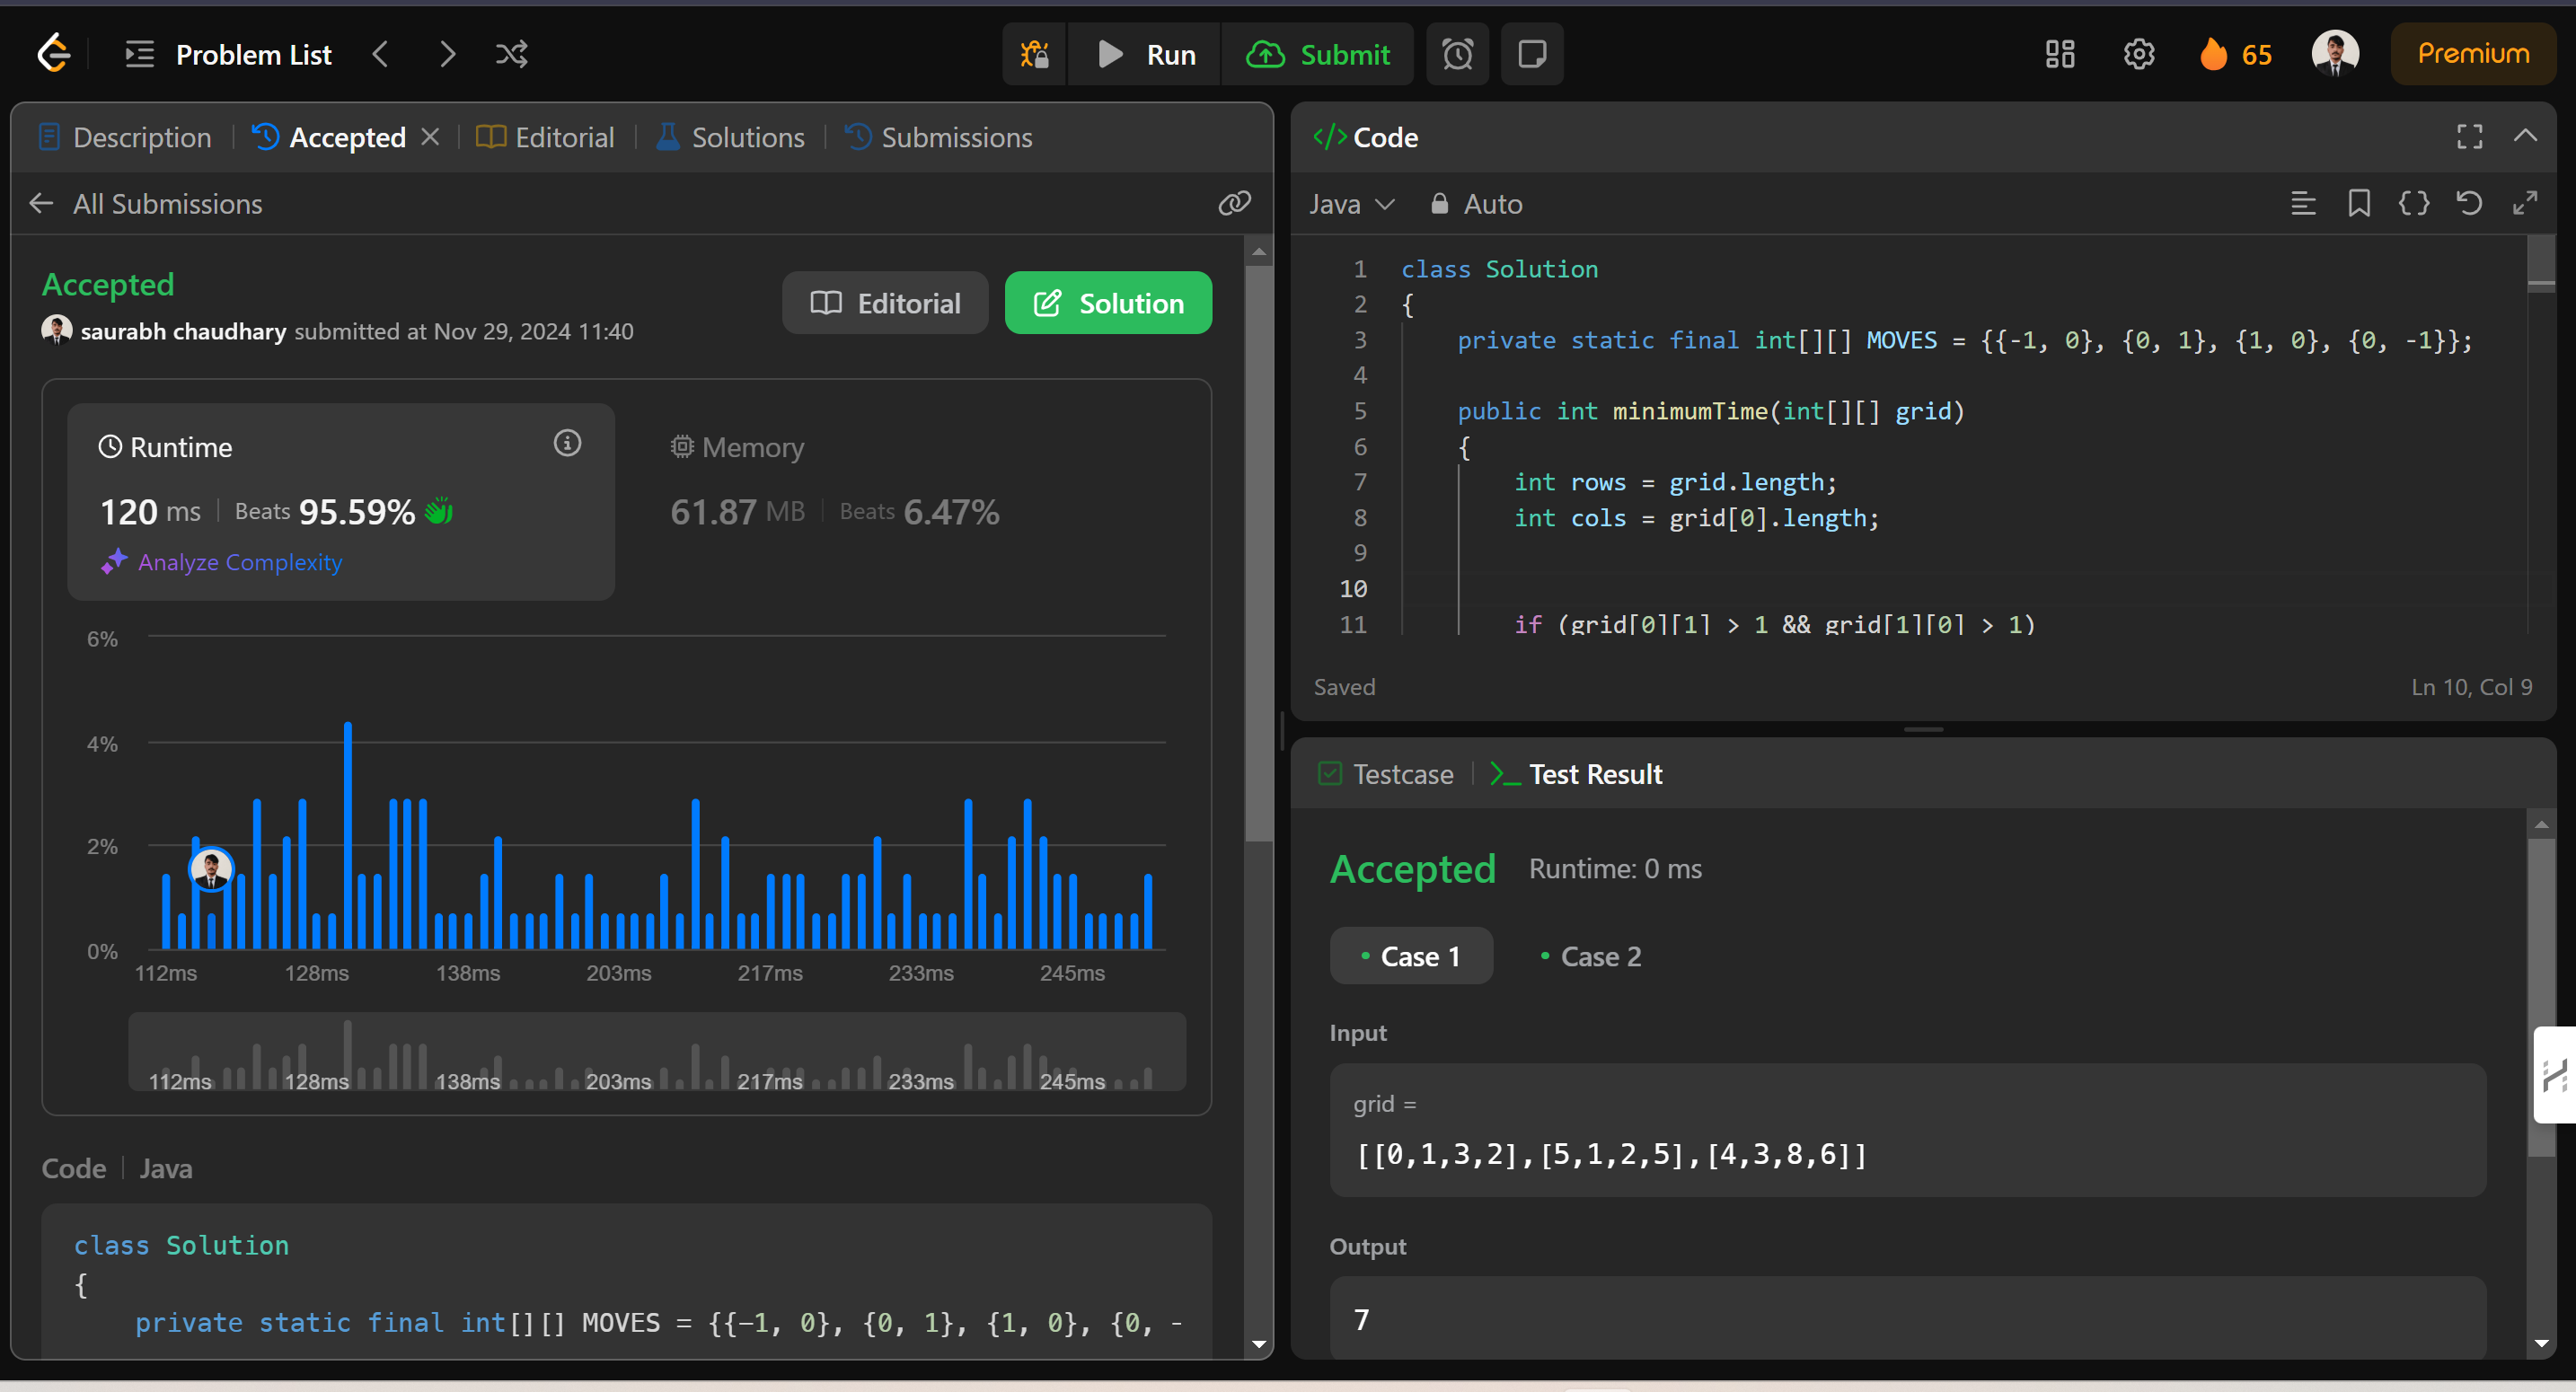 Problem List
Run
Submit
65
Premium
Description
Accepted
Editorial
Solutions
Submissions
All Submissions
Accepted
saurabh chaudhary submitted at Nov 29, 2024 11:40
Editorial
Solution
Runtime
120 ms
Beats 95.59%
Analyze Complexity
Memory
61.87 MB
Beats 6.47%
6%
4%
2%
0%
112ms 128ms 138ms 203ms 217ms 233ms 245ms
112ms 128ms 138ms 203ms 217ms 233ms 245ms
Code
Java
class Solution
{
private static final int[][] MOVES = {{-1, 0}, {0, 1}, {1, 0}, {0, -
</> Code
Java
Auto
1 class Solution
2 {
3 private static final int[][] MOVES = {{-1, 0}, {0, 1}, {1, 0}, {0, -1}};
4
5 public int minimumTime(int[][] grid)
6 {
7 int rows = grid.length;
8 int cols = grid[0].length;
9
10
11 if (grid[0][1] > 1 && grid[1][0] > 1)
Saved
Ln 10, Col 9
Testcase
Test Result
Accepted
Runtime: 0 ms
Case 1
Case 2
Input
grid =
[[0,1,3,2],[5,1,2,5],[4,3,8,6]]
Output
7